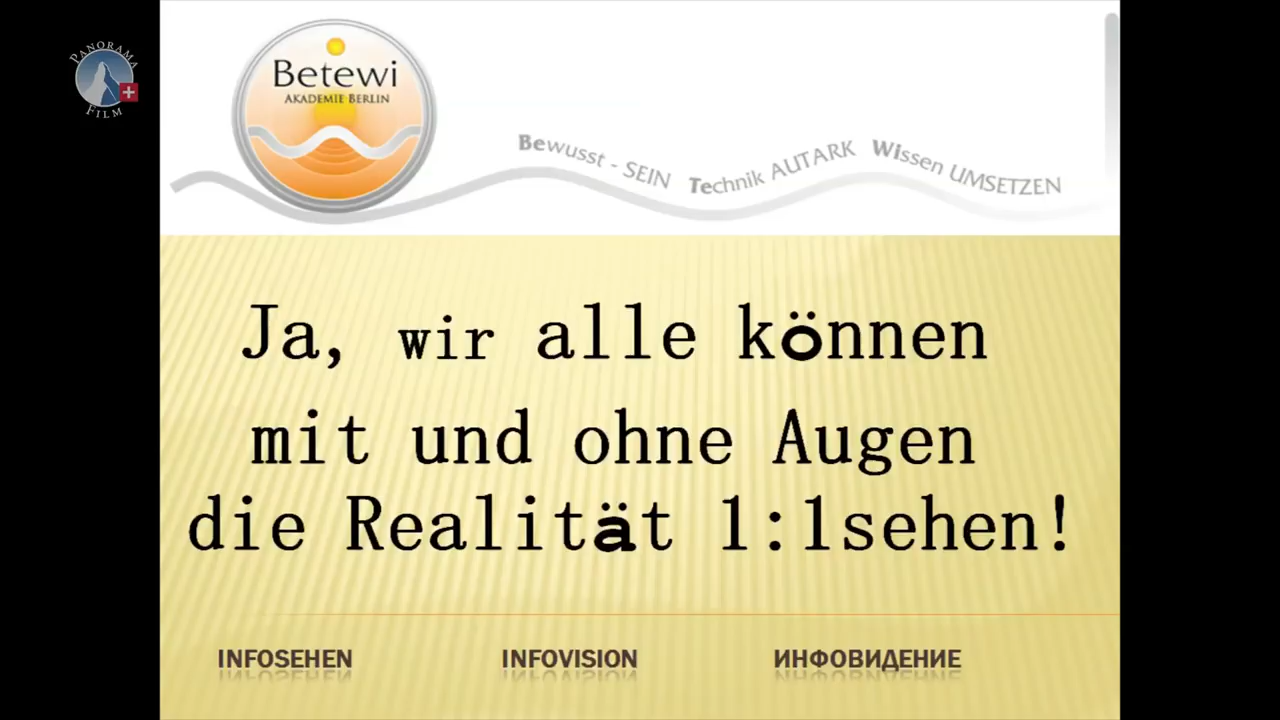 PANORAMA
FILM
Betewi
AKADEMIE BERLIN
Bewusst - SEIN Technik AUTARK Wissen UMSETZEN
Ja, wir alle können
mit und ohne Augen
die Realität 1:1sehen!
INFOSEHEN INFOVISION ИНФОВИДЕНИЕ